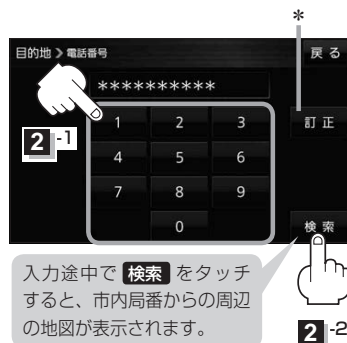 *
目的地 > 電話番号
戻る
**********
訂正
2-1
1 2 3
4 5 6
7 8 9
0
検索
入力途中で 検索 をタッチ
すると、市内局番からの周辺
の地図が表示されます。
2-2